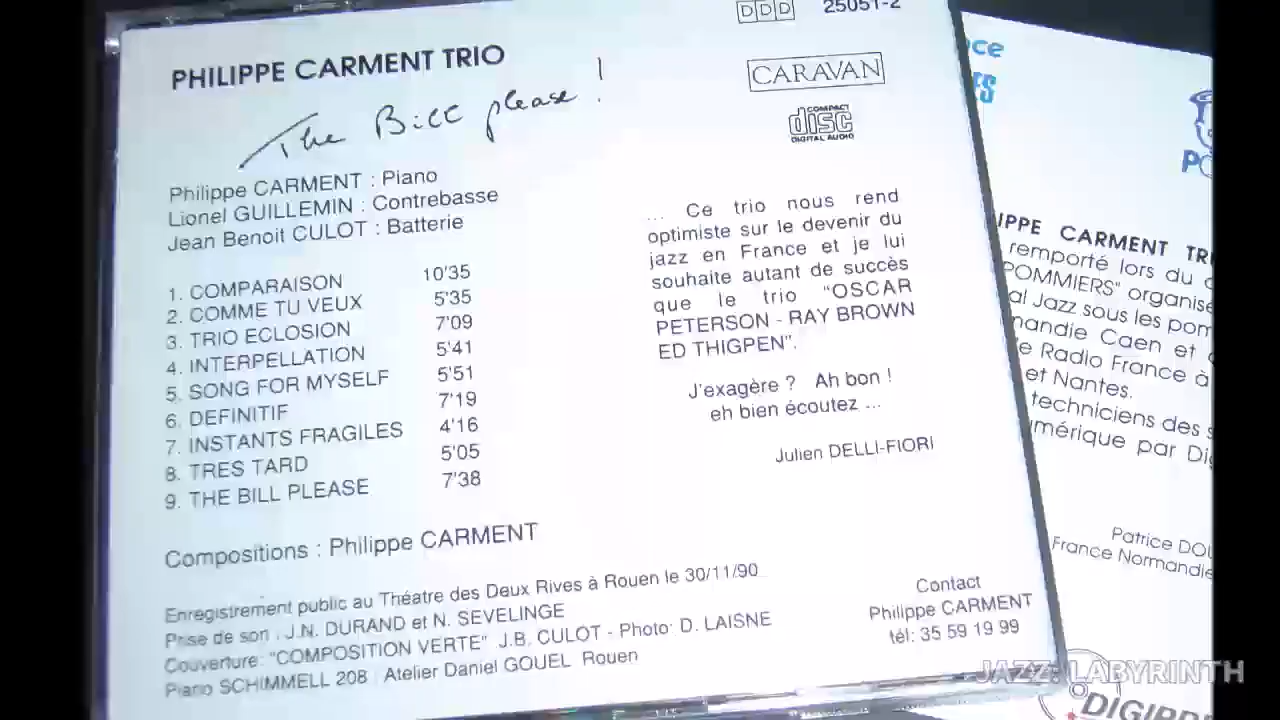 DDD 25051-2
PHILIPPE CARMENT TRIO
The Bill please !
CARAVAN
COMPACT
disc
DIGITAL AUDIO
Philippe CARMENT : Piano
Lionel GUILLEMIN : Contrebasse
Jean Benoit CULOT : Batterie
1. COMPARAISON 10'35
2. COMME TU VEUX 5'35
3. TRIO ECLOSION 7'09
4. INTERPELLATION 5'41
5. SONG FOR MYSELF 5'51
6. DEFINITIF 7'19
7. INSTANTS FRAGILES 4'16
8. TRES TARD 5'05
9. THE BILL PLEASE 7'38
... Ce trio nous rend
optimiste sur le devenir du
jazz en France et je lui
souhaite autant de succès
que le trio "OSCAR
PETERSON - RAY BROWN
ED THIGPEN".
J'exagère ? Ah bon !
eh bien écoutez ...
Julien DELLI-FIORI
Compositions : Philippe CARMENT
Enregistrement public au Théatre des Deux Rives à Rouen le 30/11/90
Prise de son : J.N. DURAND et N. SEVELINGE
Couverture: "COMPOSITION VERTE" J.B. CULOT - Photo: D. LAISNE
Piano SCHIMMELL 208 : Atelier Daniel GOUEL Rouen
Contact
Philippe CARMENT
tél: 35 59 19 99
IPPE CARMENT TR
remporté lors du
POMMIERS" organisé
al Jazz sous les pom
mandie Caen et
e Radio France à
et Nantes.
techniciens des
umérique par Di
Patrice DOU
France Normandie
JAZZ: LABYRINTH
DIGIPR